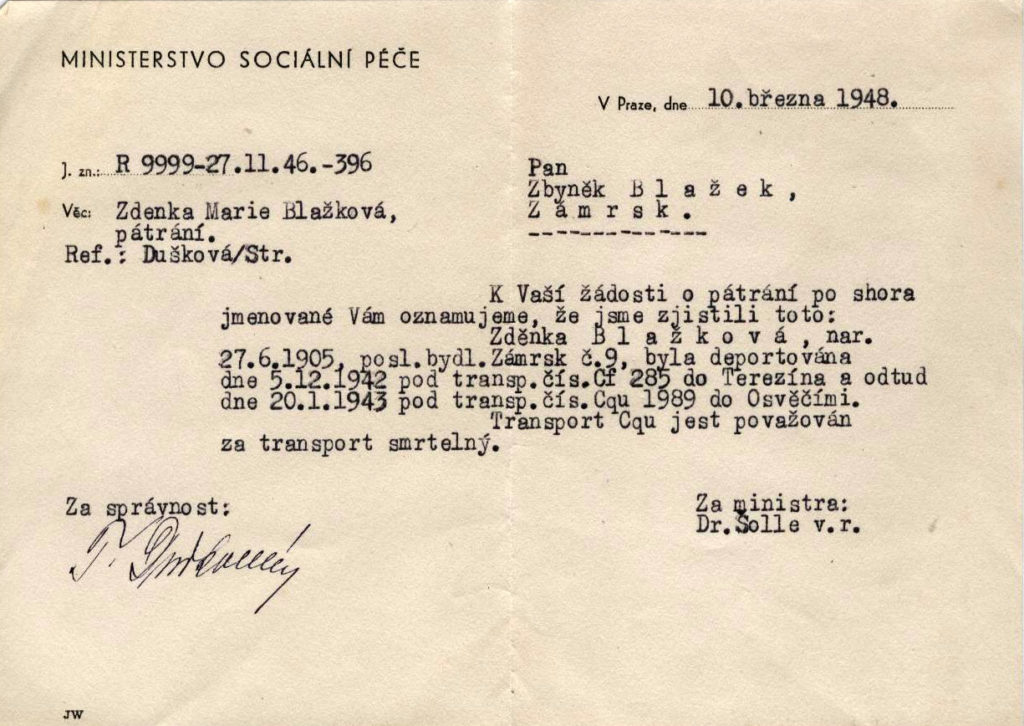 MINISTERSTVO SOCIÁLNÍ PÉČE
V Praze, dne 10. března 1948.
J. zn.: R 9999-27.11.46.-396
Pan
Zbyněk B l a ž e k ,
Z á m r s k .
Věc: Zdenka Marie Blažková,
pátrání.
Ref.: Dušková/Str.
K Vaší žádosti o pátrání po shora
jmenované Vám oznamujeme, že jsme zjistili toto:
Zděnka B l a ž k o v á , nar.
27.6.1905, posl.bydl.Zámrsk č.9, byla deportována
dne 5.12.1942 pod transp.čís.Cf 285 do Terezína a odtud
dne 20.1.1943 pod transp.čís.Cqu 1989 do Osvěčími.
Transport Cqu jest považován
za transport smrtelný.
Za správnost:
Za ministra:
Dr.Šolle v.r.
JW